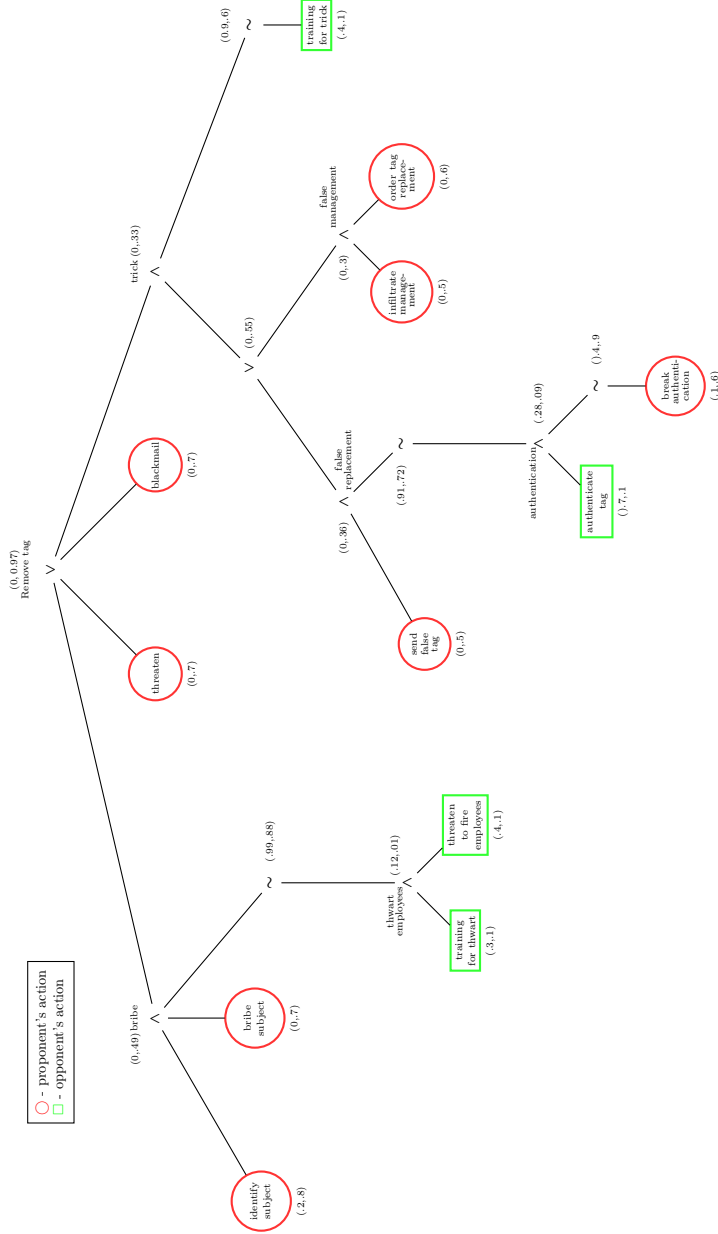 ○ - proponent's action
□ - opponent's action
(0, 0.97)
Remove tag
∨
(0,.49) bribe
∧
threaten
(0,.7)
blackmail
(0,.7)
trick (0,.33)
∧
identify
subject
(.2,.8)
bribe
subject
(0,.7)
∼
(.99,.88)
thwart
employees
∧
(.12,.01)
training
for thwart
(.3,.1)
threaten
to fire
employees
(.4,.1)
∨
(0,.55)
(0.9,.6)
∼
training
for trick
(.4,.1)
(0,.36)
∧
false
replacement
(0,.3)
∧
false
management
send
false
tag
(0,.5)
(.91,.72)
∼
infiltrate
manage-
ment
(0,.5)
order tag
replace-
ment
(0,.6)
authentication
∧
(.28,.09)
authenticate
tag
().7,.1
∼
().4,.9
break
authenti-
cation
(.1,.6)